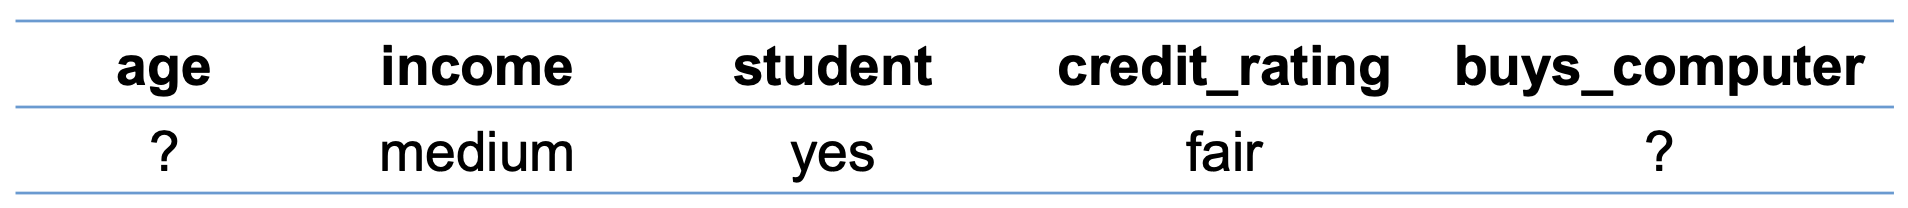 age income student credit_rating buys_computer
? medium yes fair ?